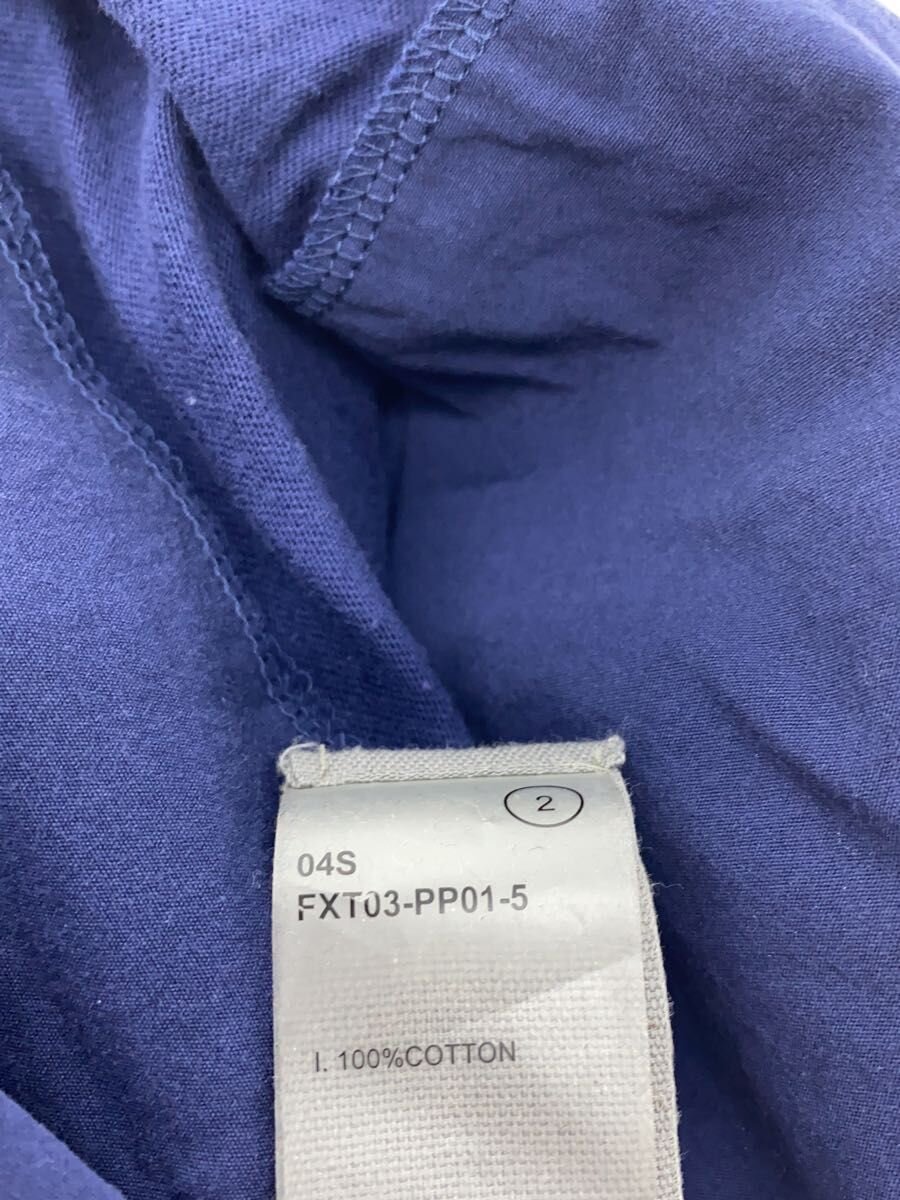 2
04S
FXT03-PP01-5
I. 100%COTTON